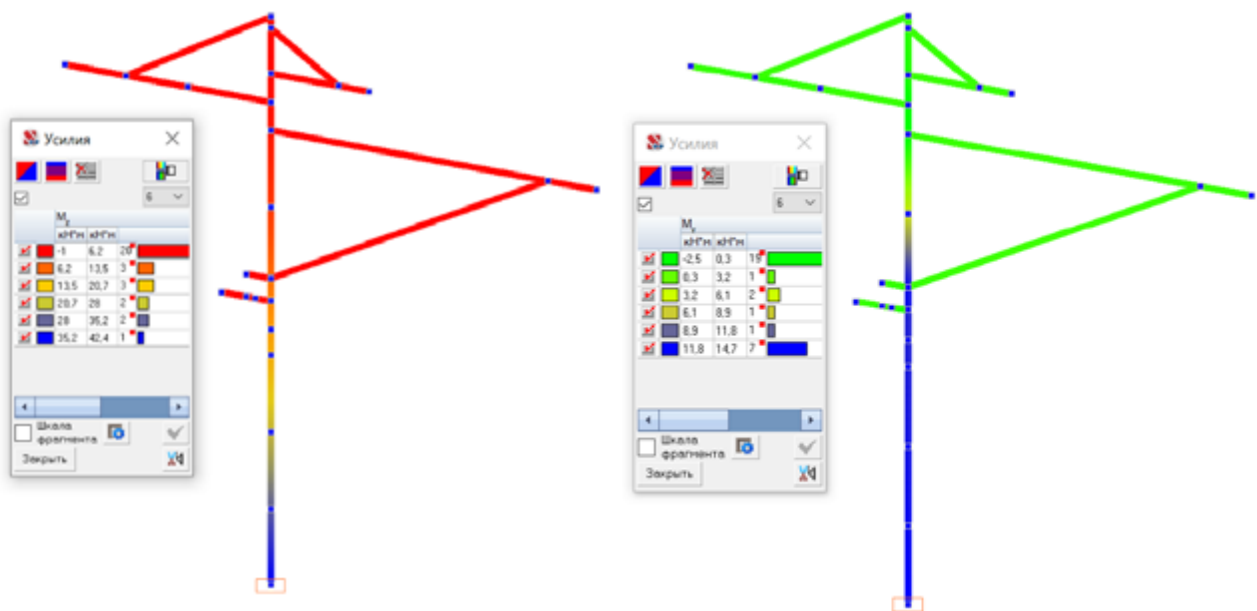 Усилия
6
Mz
кН*м кН*м
-1 6,2 20
6,2 13,5 3
13,5 20,7 3
20,7 28 2
28 35,2 2
35,2 42,4 1
Шкала
фрагмента
Закрыть
Усилия
6
My
кН*м кН*м
-2,5 0,3 19
0,3 3,2 1
3,2 6,1 2
6,1 8,9 1
8,9 11,8 1
11,8 14,7 7
Шкала
фрагмента
Закрыть